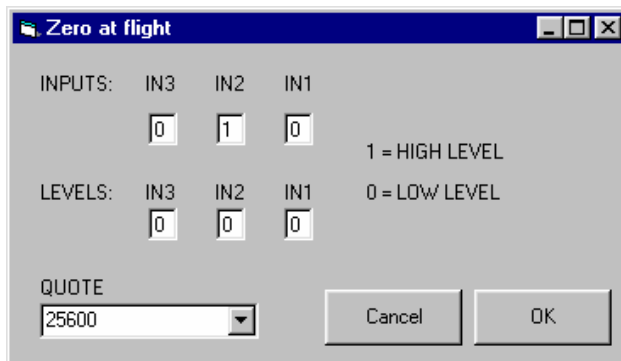 Zero at flight
INPUTS: IN3 IN2 IN1
0 1 0
1 = HIGH LEVEL
LEVELS: IN3 IN2 IN1 0 = LOW LEVEL
0 0 0
QUOTE
25600 Cancel OK